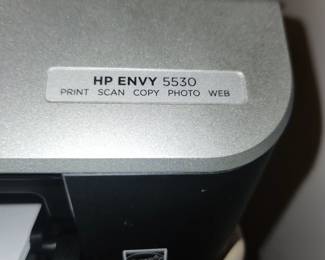 HP ENVY 5530
PRINT SCAN COPY PHOTO WEB